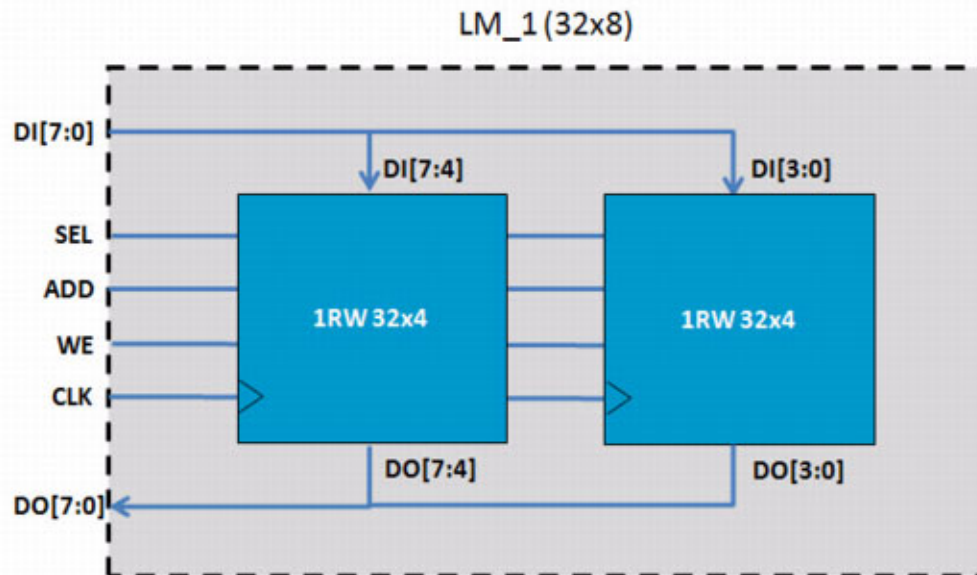 LM_1 (32x8)
DI[7:0]
DI[7:4]
DI[3:0]
SEL
ADD
WE
CLK
1RW 32x4
1RW 32x4
DO[7:4]
DO[3:0]
DO[7:0]